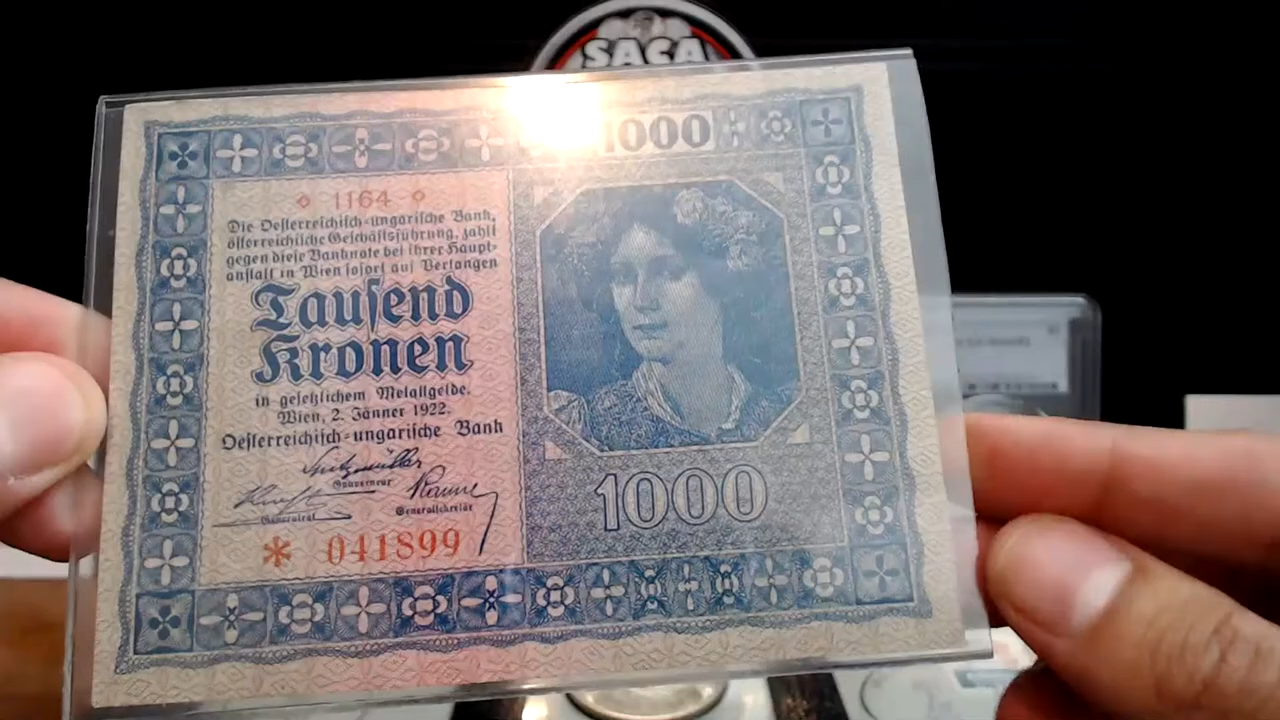 SACA
1000
◇ 1164 ◇
Die Oesterreichisch-ungarische Bank,
österreichische Geschäftsführung, zahlt
gegen diese Banknote bei ihrer Haupt-
anstalt in Wien sofort auf Verlangen
Tausend
Kronen
in gesetzlichem Metallgelde.
Wien, 2. Jänner 1922.
Oesterreichisch-ungarische Bank
Gouverneur
Generalrat
Generalsekretär
* 041899
1000